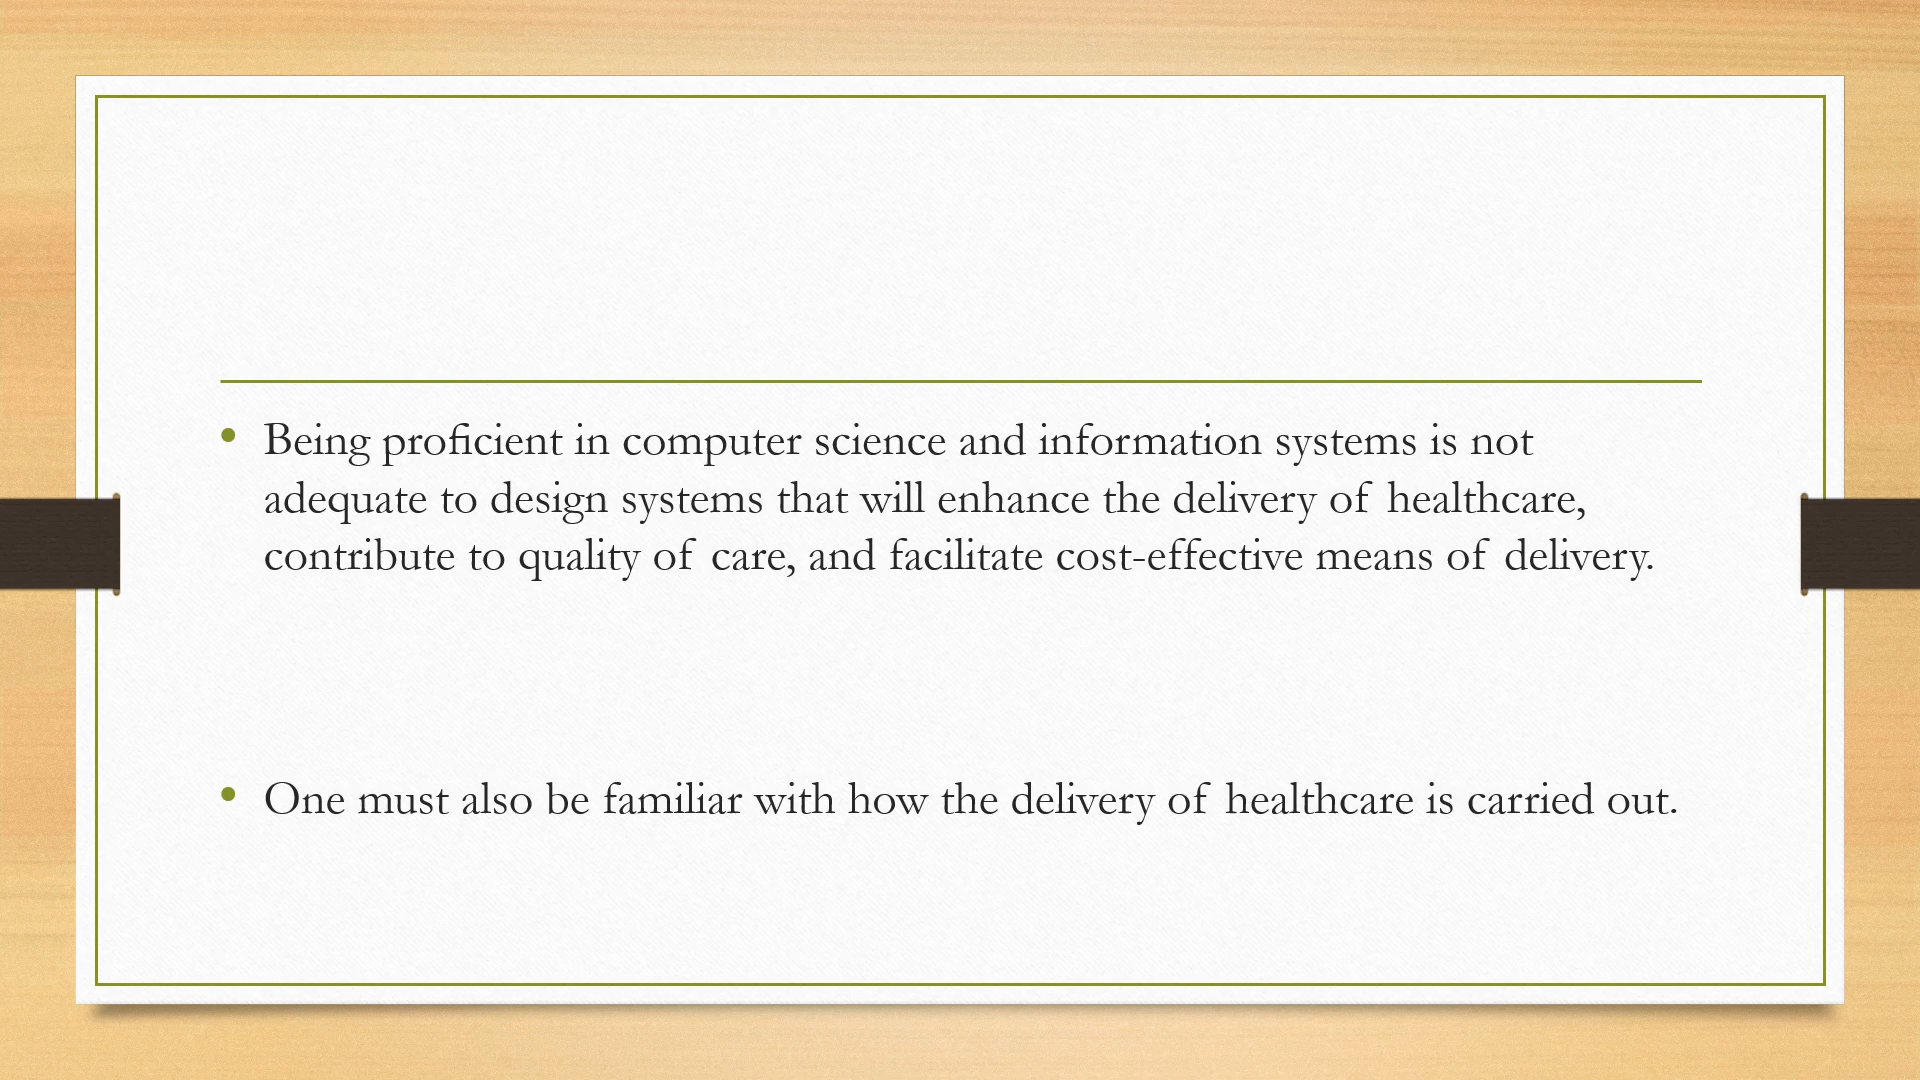 • Being proficient in computer science and information systems is not
adequate to design systems that will enhance the delivery of healthcare,
contribute to quality of care, and facilitate cost-effective means of delivery.
• One must also be familiar with how the delivery of healthcare is carried out.